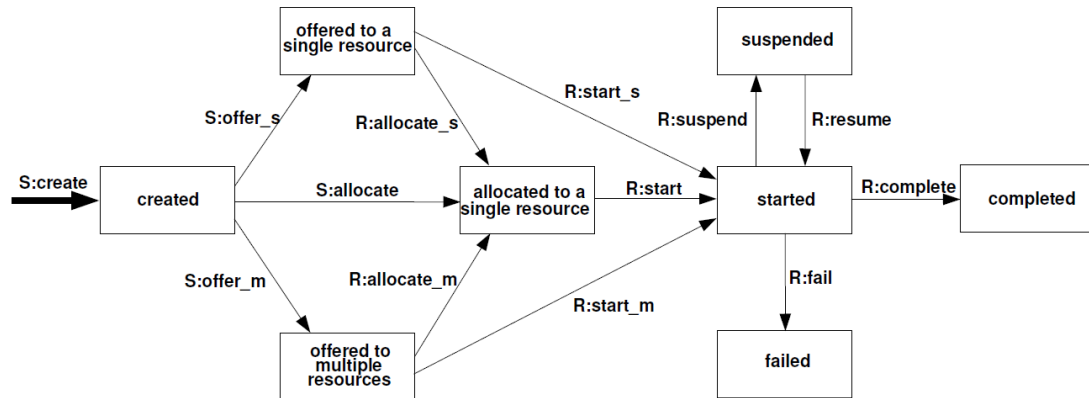 offered to a
single resource
suspended
R:start_s
S:offer_s
R:allocate_s
R:suspend
R:resume
S:create
created
S:allocate
allocated to a
single resource
R:start
started
R:complete
completed
S:offer_m
R:allocate_m
R:start_m
R:fail
offered to
multiple
resources
failed